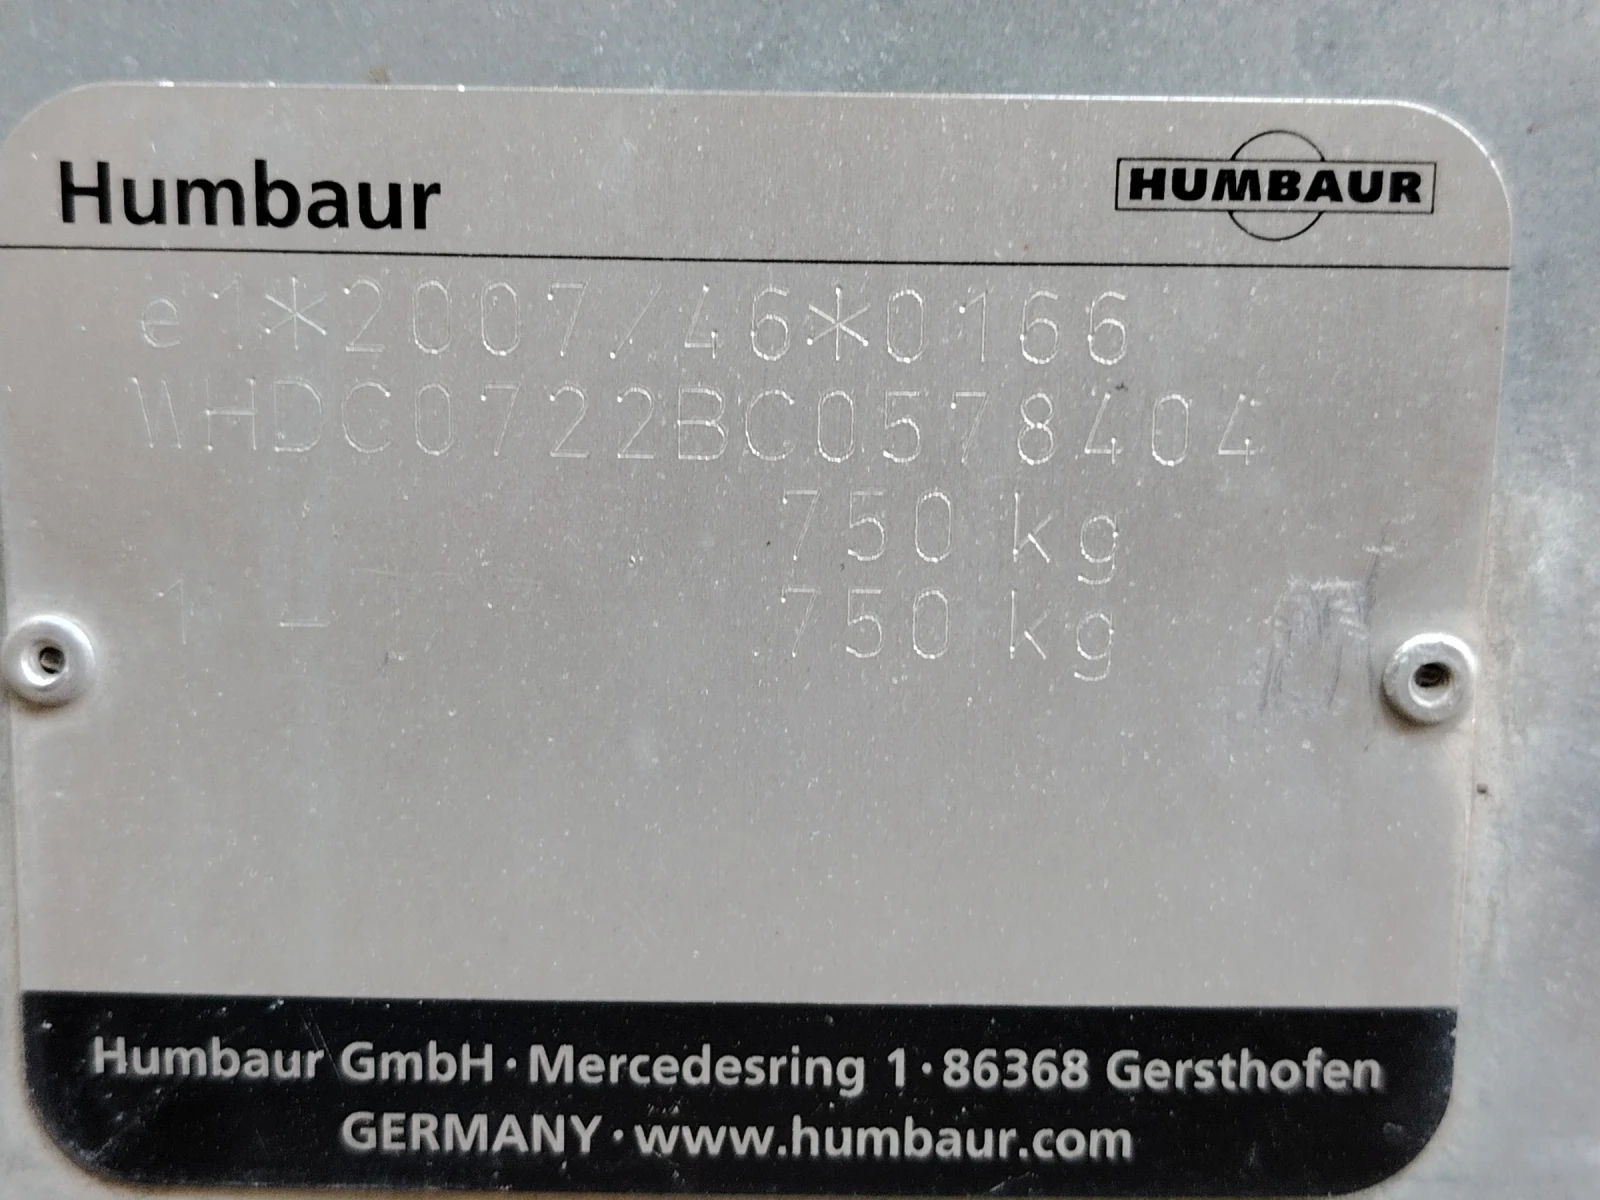 Humbaur
HUMBAUR
e1*2007/46*0166
WHDC0722BC0578404
750 kg
1 - 750 kg
Humbaur GmbH · Mercedesring 1 · 86368 Gersthofen
GERMANY · www.humbaur.com